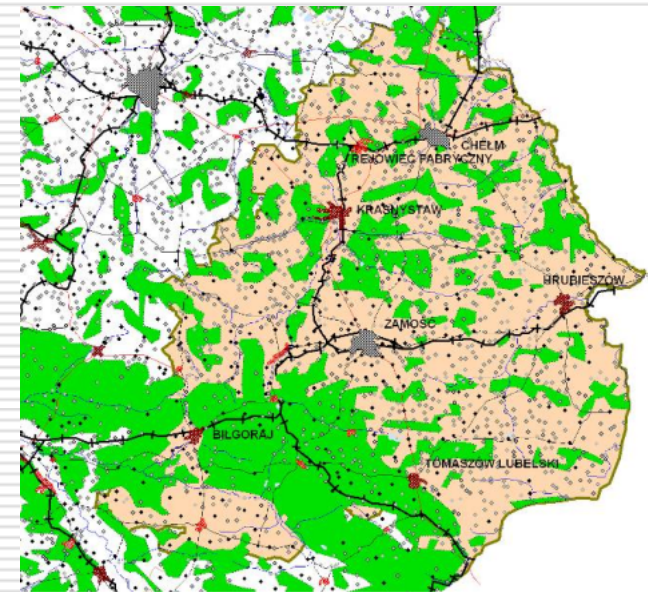 CHEŁM
REJOWIEC FABRYCZNY
KRASNYSTAW
HRUBIESZÓW
ZAMOŚĆ
BIŁGORAJ
TOMASZÓW LUBELSKI